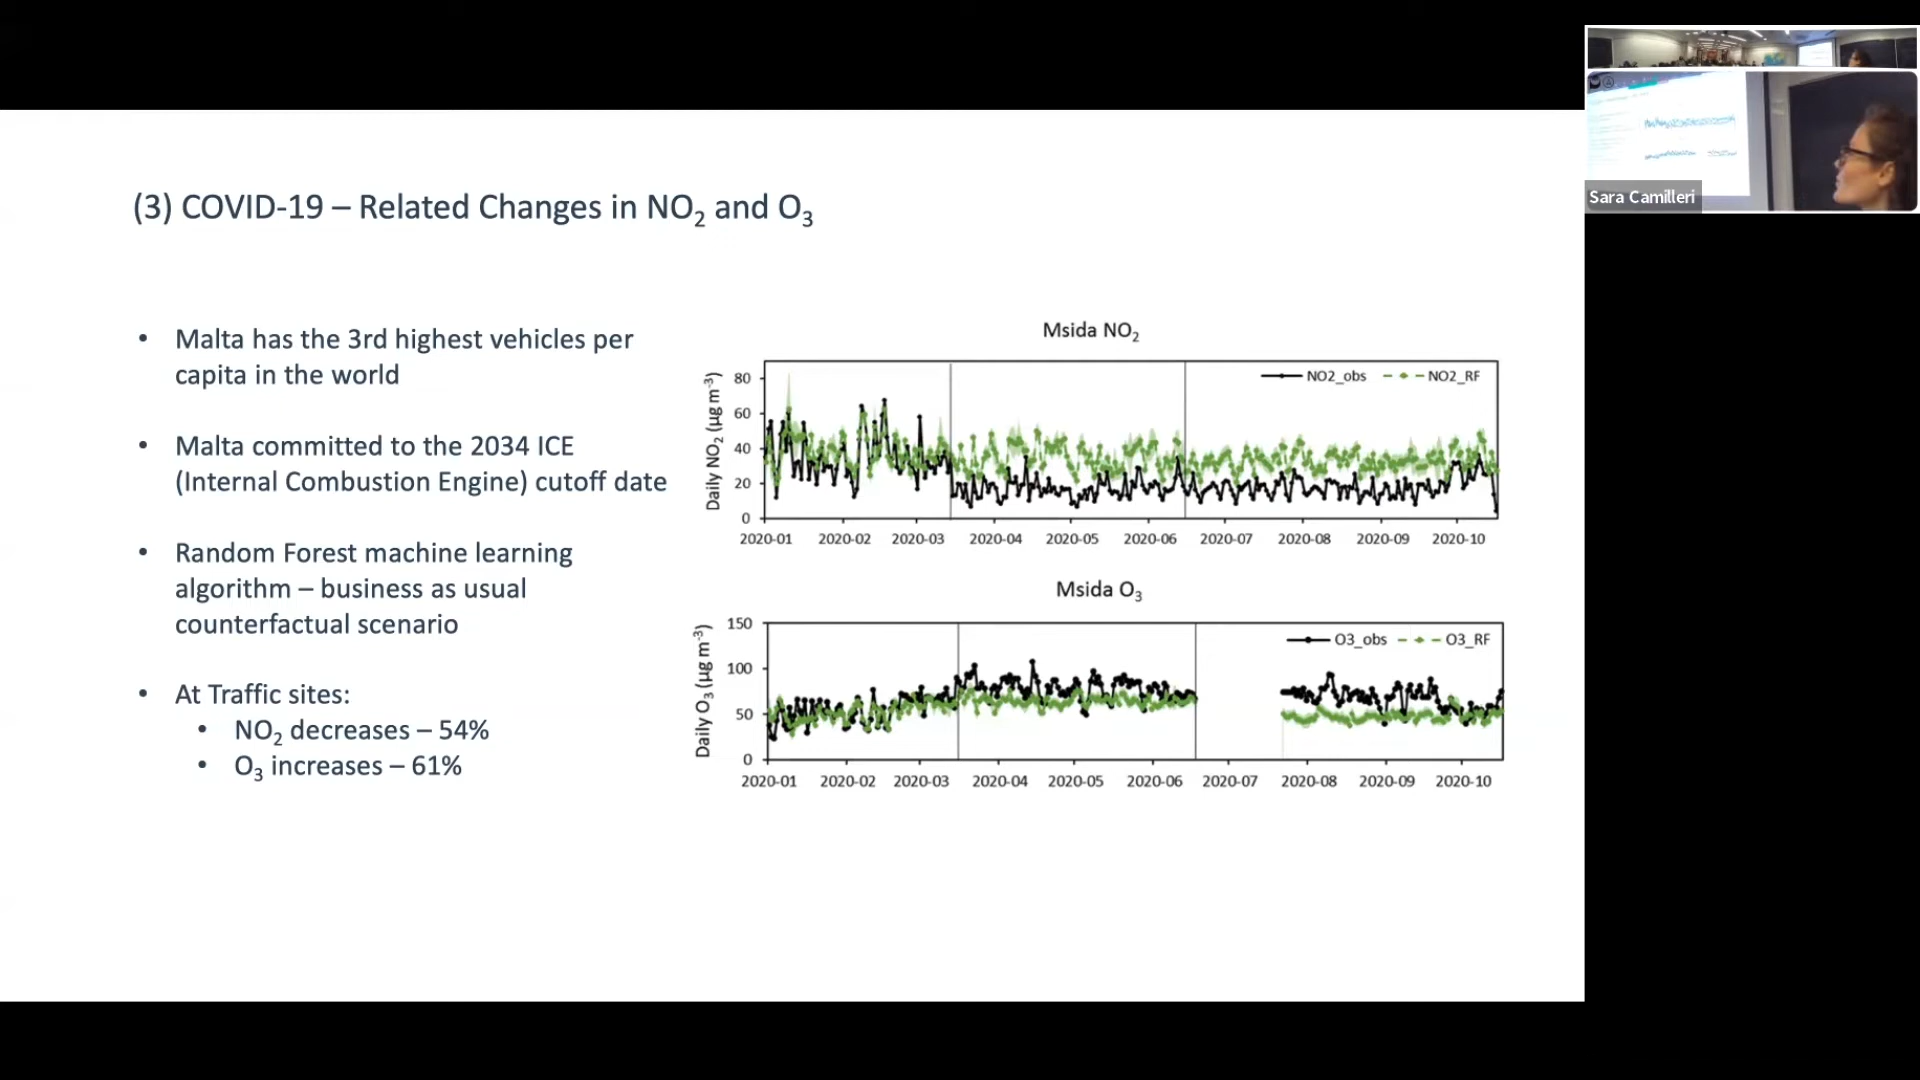 Sara Camilleri
(3) COVID-19 – Related Changes in NO₂ and O₃
• Malta has the 3rd highest vehicles per
capita in the world
• Malta committed to the 2034 ICE
(Internal Combustion Engine) cutoff date
• Random Forest machine learning
algorithm – business as usual
counterfactual scenario
• At Traffic sites:
• NO₂ decreases – 54%
• O₃ increases – 61%
Msida NO₂
Daily NO₂ (µg m⁻³)
80
60
40
20
0
NO2_obs NO2_RF
2020-01 2020-02 2020-03 2020-04 2020-05 2020-06 2020-07 2020-08 2020-09 2020-10
Msida O₃
Daily O₃ (µg m⁻³)
150
100
50
0
O3_obs O3_RF
2020-01 2020-02 2020-03 2020-04 2020-05 2020-06 2020-07 2020-08 2020-09 2020-10